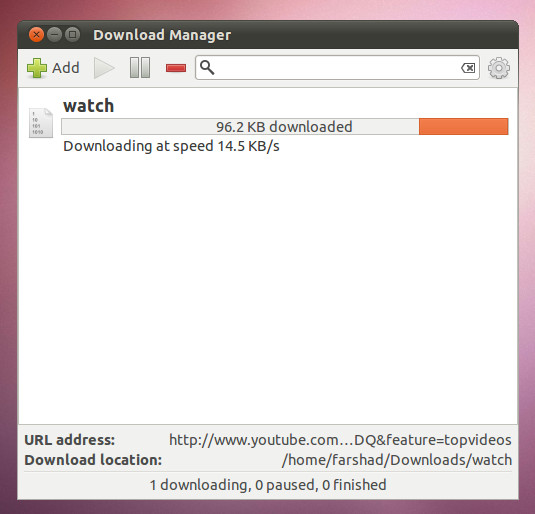 Download Manager
Add
watch
96.2 KB downloaded
Downloading at speed 14.5 KB/s
URL address: http://www.youtube.com…DQ&feature=topvideos
Download location: /home/farshad/Downloads/watch
1 downloading, 0 paused, 0 finished